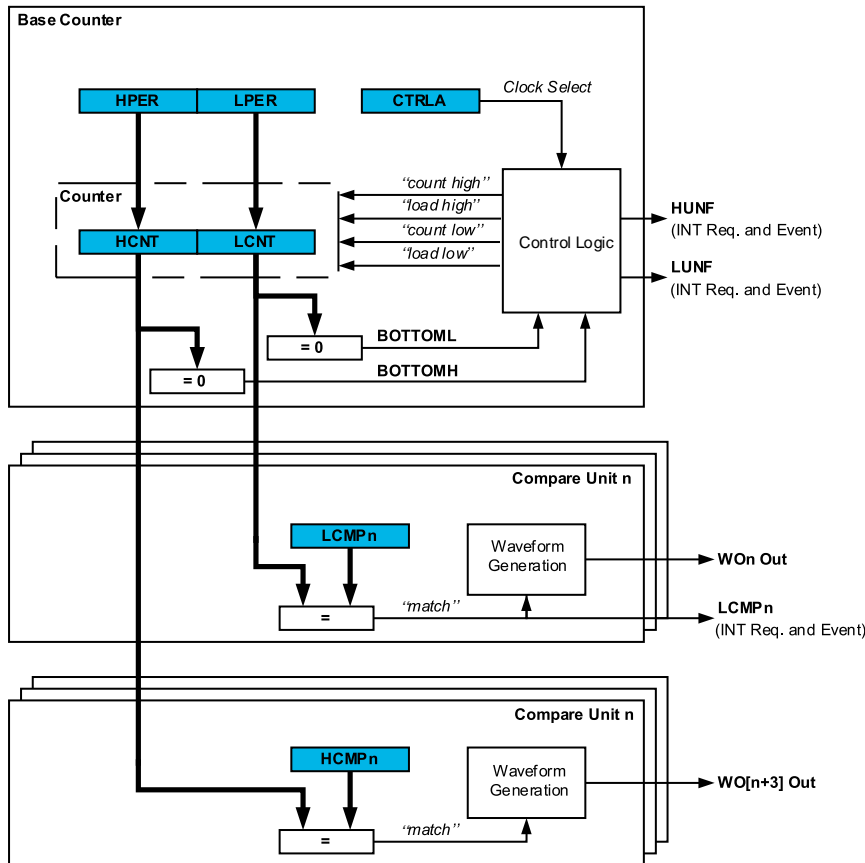 Base Counter
HPER
LPER
CTRLA
Clock Select
Counter
"count high"
"load high"
"count low"
"load low"
HCNT
LCNT
Control Logic
HUNF
(INT Req. and Event)
LUNF
(INT Req. and Event)
= 0
BOTTOML
= 0
BOTTOMH
Compare Unit n
LCMPn
Waveform
Generation
WOn Out
=
"match"
LCMPn
(INT Req. and Event)
Compare Unit n
HCMPn
Waveform
Generation
WO[n+3] Out
=
"match"